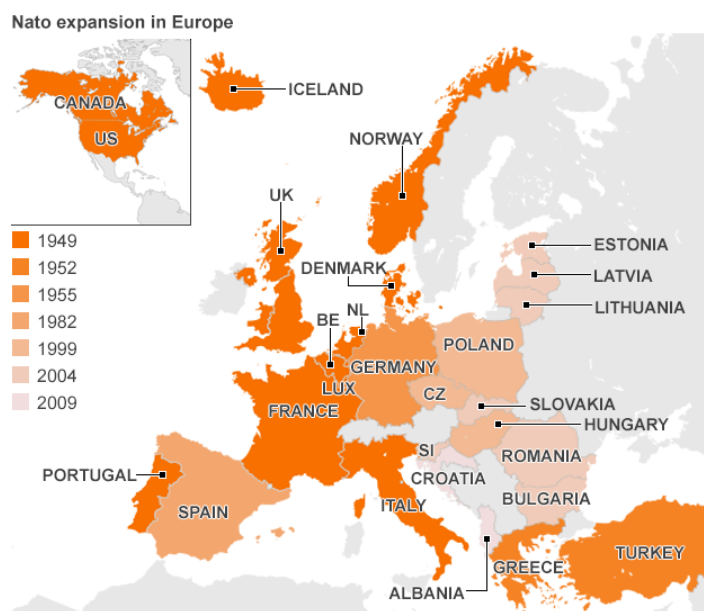 Nato expansion in Europe
CANADA
US
ICELAND
NORWAY
UK
1949
1952
1955
1982
1999
2004
2009
ESTONIA
LATVIA
LITHUANIA
DENMARK
NL
BE
GERMANY
POLAND
LUX
CZ
SLOVAKIA
FRANCE
HUNGARY
SI
ROMANIA
CROATIA
PORTUGAL
SPAIN
ITALY
BULGARIA
TURKEY
GREECE
ALBANIA